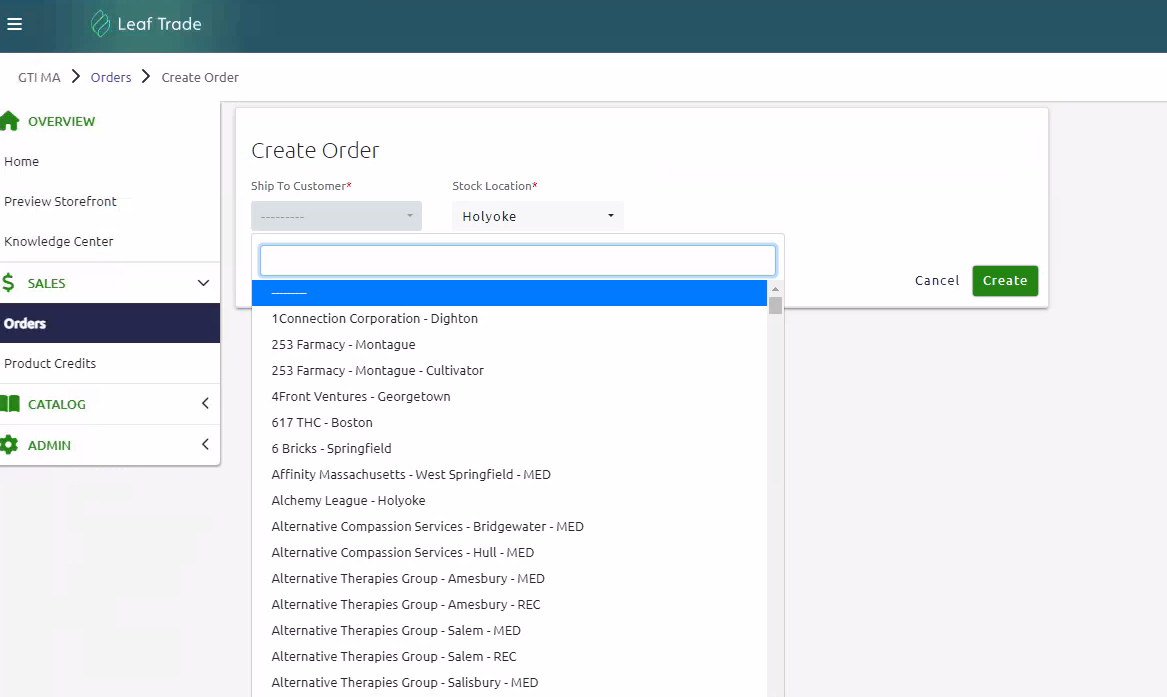 Leaf Trade
GTI MA > Orders > Create Order
OVERVIEW
Home
Preview Storefront
Knowledge Center
SALES
Orders
Product Credits
CATALOG
ADMIN
Create Order
Ship To Customer* Stock Location*
--------- Holyoke
---------
1Connection Corporation - Dighton
253 Farmacy - Montague
253 Farmacy - Montague - Cultivator
4Front Ventures - Georgetown
617 THC - Boston
6 Bricks - Springfield
Affinity Massachusetts - West Springfield - MED
Alchemy League - Holyoke
Alternative Compassion Services - Bridgewater - MED
Alternative Compassion Services - Hull - MED
Alternative Therapies Group - Amesbury - MED
Alternative Therapies Group - Amesbury - REC
Alternative Therapies Group - Salem - MED
Alternative Therapies Group - Salem - REC
Alternative Therapies Group - Salisbury - MED
Cancel Create